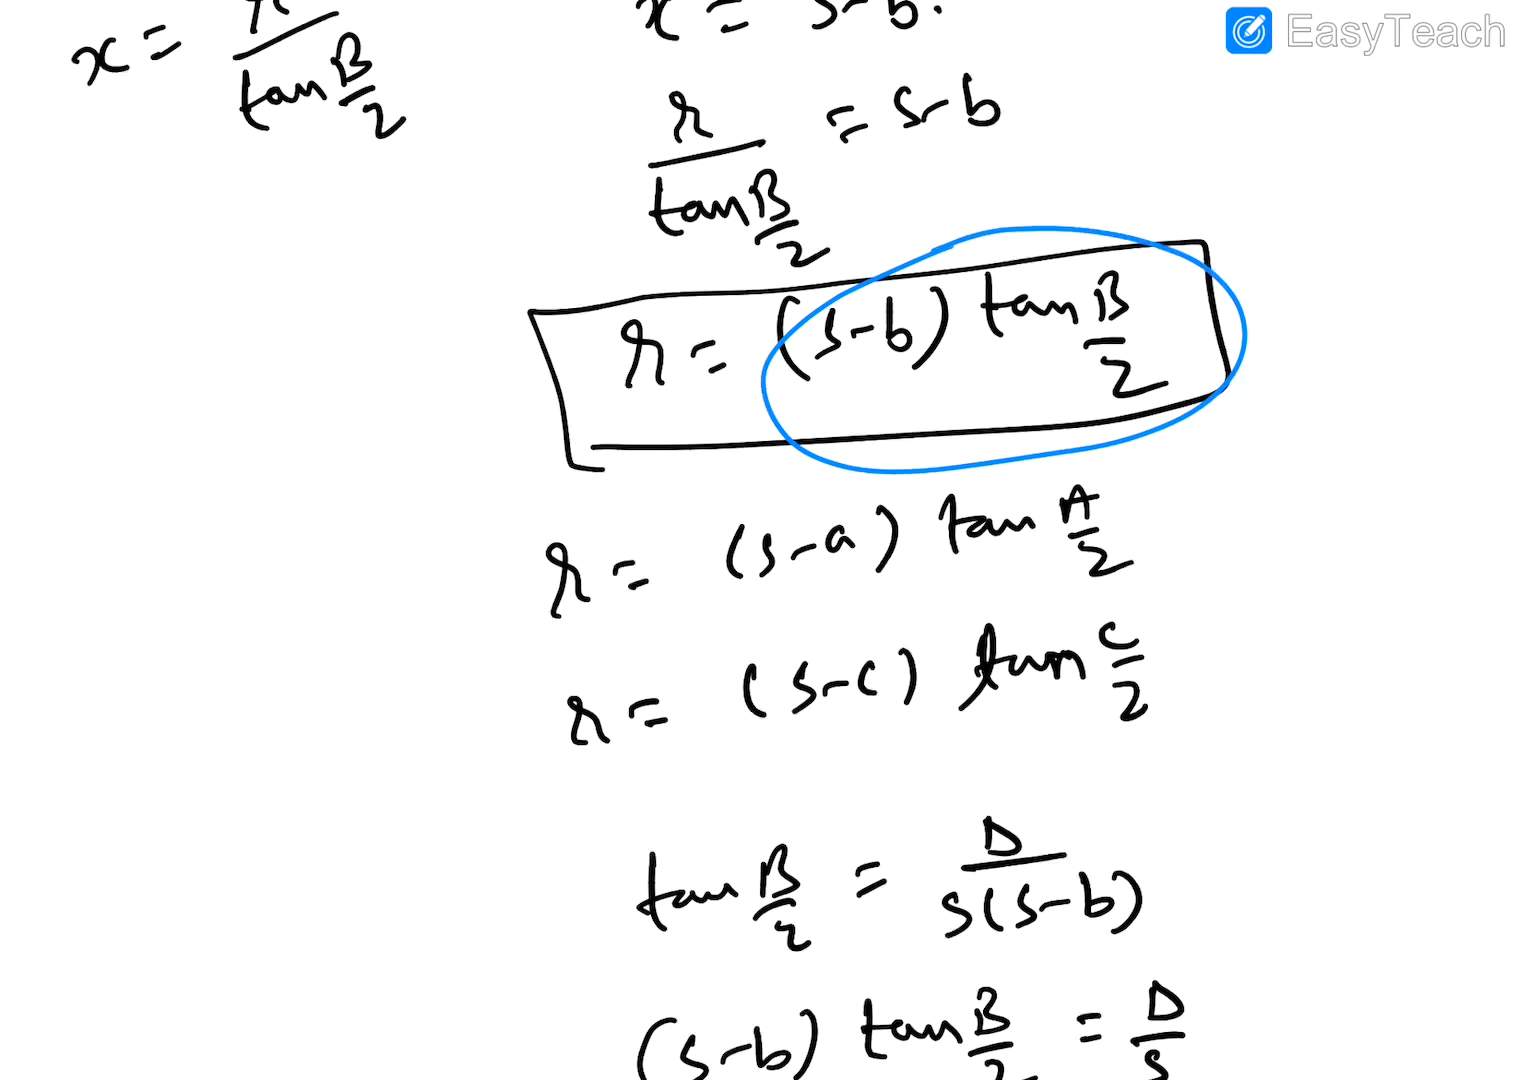 EasyTeach
x = r / tan B/2
x = s-b.
r / tan B/2 = s-b
r = (s-b) tan B/2
r = (s-a) tan A/2
r = (s-c) tan C/2
tan B/2 = Δ / s(s-b)
(s-b) tan B/2 = Δ / s